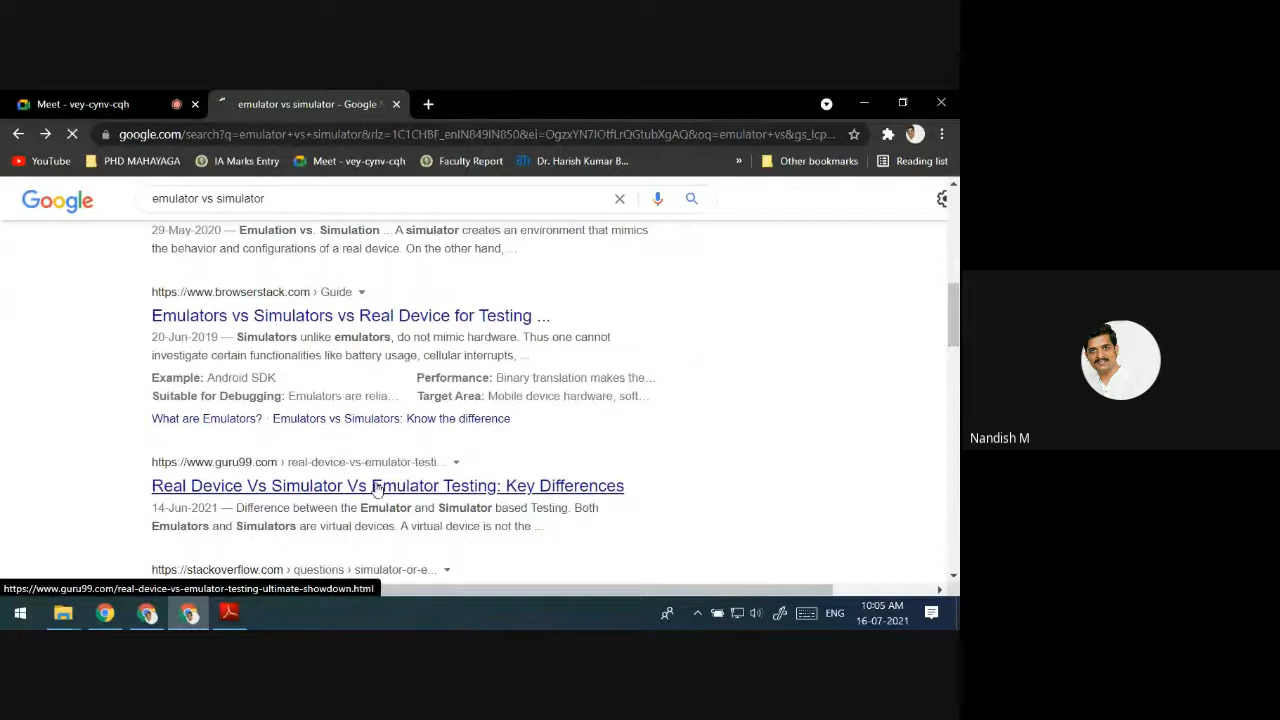 Meet - vey-cynv-cqh
emulator vs simulator - Google S
google.com/search?q=emulator+vs+simulator&rlz=1C1CHBF_enIN849IN850&ei=OgzxYN7IOtfLrQGtubXgAQ&oq=emulator+vs&gs_lcp...
YouTube
PHD MAHAYAGA
IA Marks Entry
Meet - vey-cynv-cqh
Faculty Report
Dr. Harish Kumar B...
»
Other bookmarks
Reading list
Google
emulator vs simulator
29-May-2020 — Emulation vs. Simulation ... A simulator creates an environment that mimics
the behavior and configurations of a real device. On the other hand, ...
https://www.browserstack.com › Guide
Emulators vs Simulators vs Real Device for Testing ...
20-Jun-2019 — Simulators unlike emulators, do not mimic hardware. Thus one cannot
investigate certain functionalities like battery usage, cellular interrupts, ...
Example: Android SDK
Performance: Binary translation makes the...
Suitable for Debugging: Emulators are relia...
Target Area: Mobile device hardware, soft...
What are Emulators? · Emulators vs Simulators: Know the difference
https://www.guru99.com › real-device-vs-emulator-testi...
Real Device Vs Simulator Vs Emulator Testing: Key Differences
14-Jun-2021 — Difference between the Emulator and Simulator based Testing. Both
Emulators and Simulators are virtual devices. A virtual device is not the ...
https://stackoverflow.com › questions › simulator-or-e...
https://www.guru99.com/real-device-vs-emulator-testing-ultimate-showdown.html
ENG
10:05 AM
16-07-2021
Nandish M